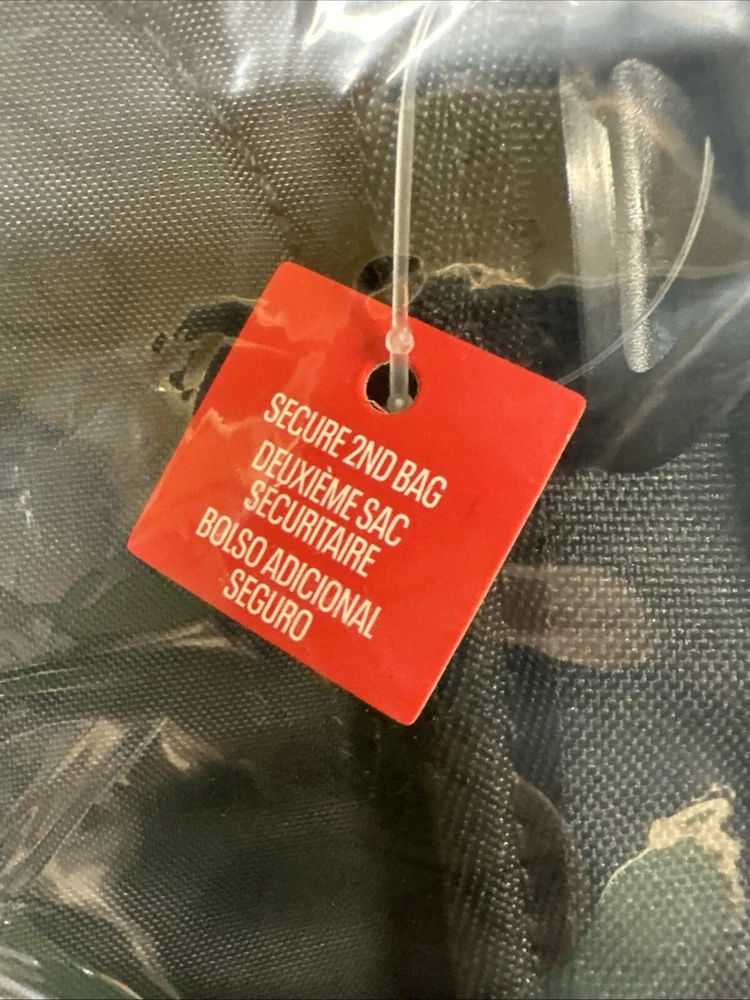 SECURE 2ND BAG
DEUXIÈME SAC
SÉCURITAIRE
BOLSO ADICIONAL
SEGURO